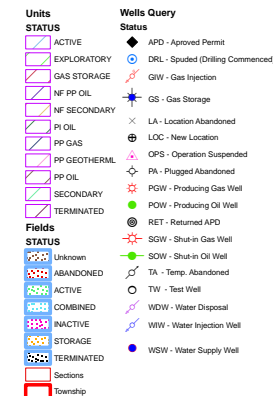 Units
STATUS
ACTIVE
EXPLORATORY
GAS STORAGE
NF PP OIL
NF SECONDARY
PI OIL
PP GAS
PP GEOTHERML
PP OIL
SECONDARY
TERMINATED
Fields
STATUS
Unknown
ABANDONED
ACTIVE
COMBINED
INACTIVE
STORAGE
TERMINATED
Sections
Township
Wells Query
Status
APD - Aproved Permit
DRL - Spuded (Drilling Commenced)
GIW - Gas Injection
GS - Gas Storage
LA - Location Abandoned
LOC - New Location
OPS - Operation Suspended
PA - Plugged Abandoned
PGW - Producing Gas Well
POW - Producing Oil Well
RET - Returned APD
SGW - Shut-in Gas Well
SOW - Shut-in Oil Well
TA - Temp. Abandoned
TW - Test Well
WDW - Water Disposal
WIW - Water Injection Well
WSW - Water Supply Well